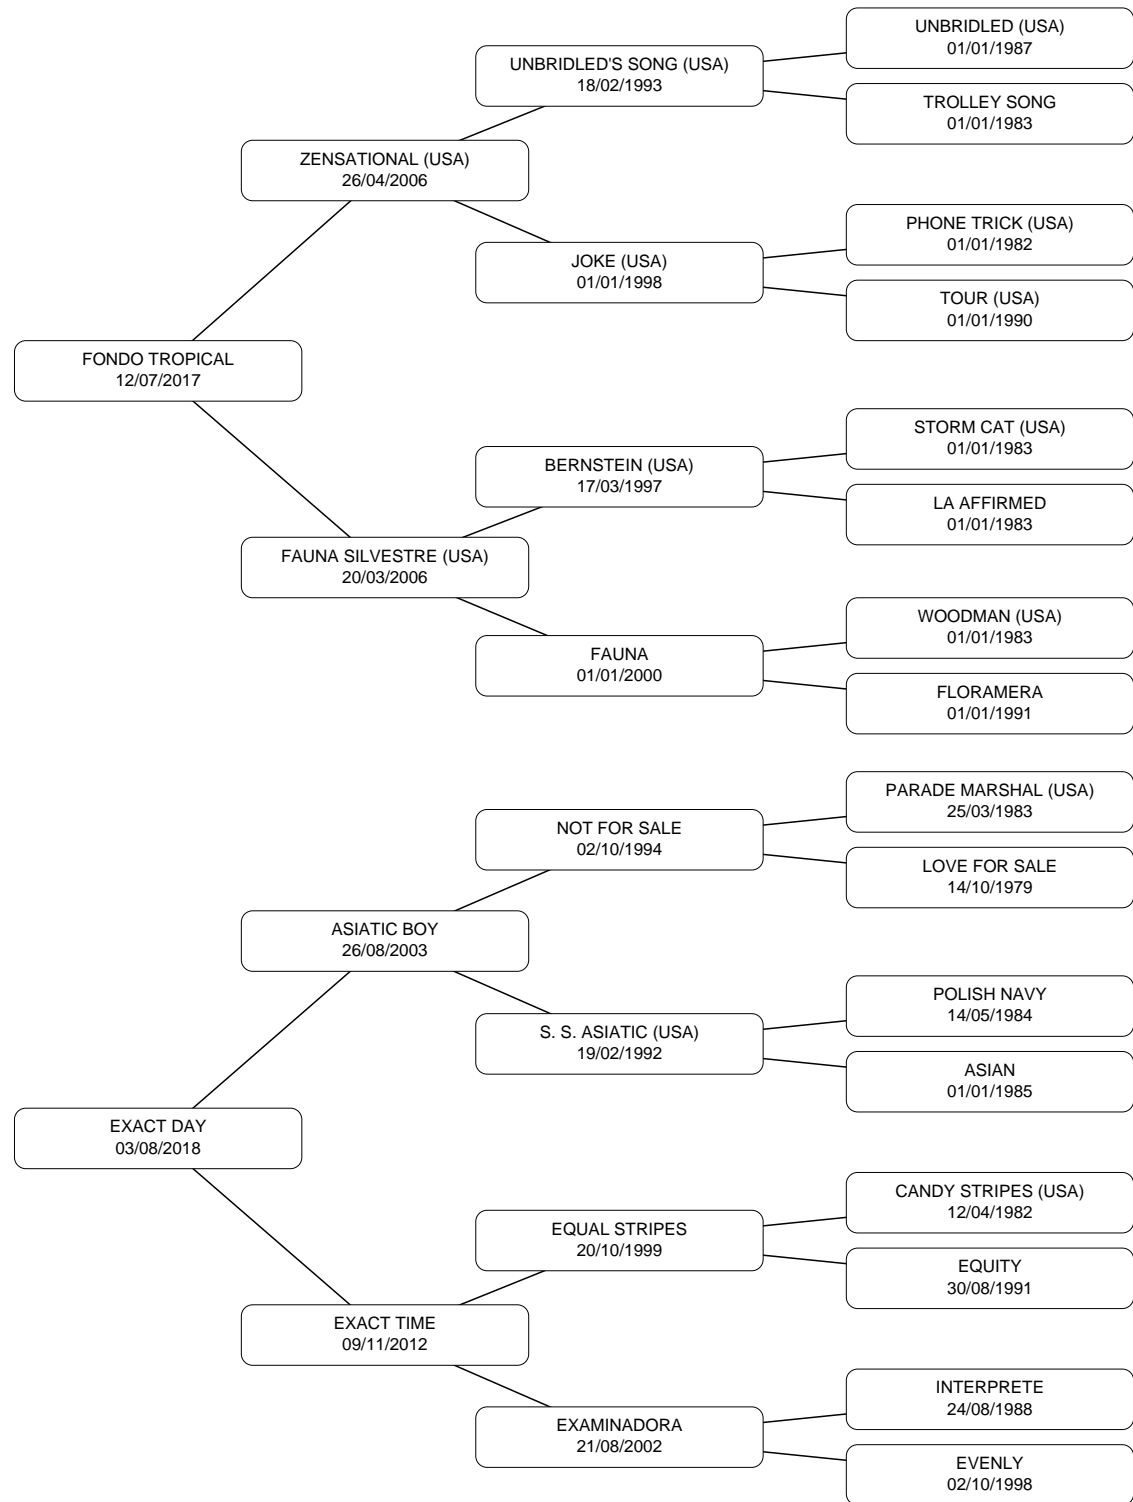 UNBRIDLED (USA)
01/01/1987
UNBRIDLED'S SONG (USA)
18/02/1993
TROLLEY SONG
01/01/1983
ZENSATIONAL (USA)
26/04/2006
PHONE TRICK (USA)
01/01/1982
JOKE (USA)
01/01/1998
TOUR (USA)
01/01/1990
FONDO TROPICAL
12/07/2017
STORM CAT (USA)
01/01/1983
BERNSTEIN (USA)
17/03/1997
LA AFFIRMED
01/01/1983
FAUNA SILVESTRE (USA)
20/03/2006
WOODMAN (USA)
01/01/1983
FAUNA
01/01/2000
FLORAMERA
01/01/1991
PARADE MARSHAL (USA)
25/03/1983
NOT FOR SALE
02/10/1994
LOVE FOR SALE
14/10/1979
ASIATIC BOY
26/08/2003
POLISH NAVY
14/05/1984
S. S. ASIATIC (USA)
19/02/1992
ASIAN
01/01/1985
EXACT DAY
03/08/2018
CANDY STRIPES (USA)
12/04/1982
EQUAL STRIPES
20/10/1999
EQUITY
30/08/1991
EXACT TIME
09/11/2012
INTERPRETE
24/08/1988
EXAMINADORA
21/08/2002
EVENLY
02/10/1998